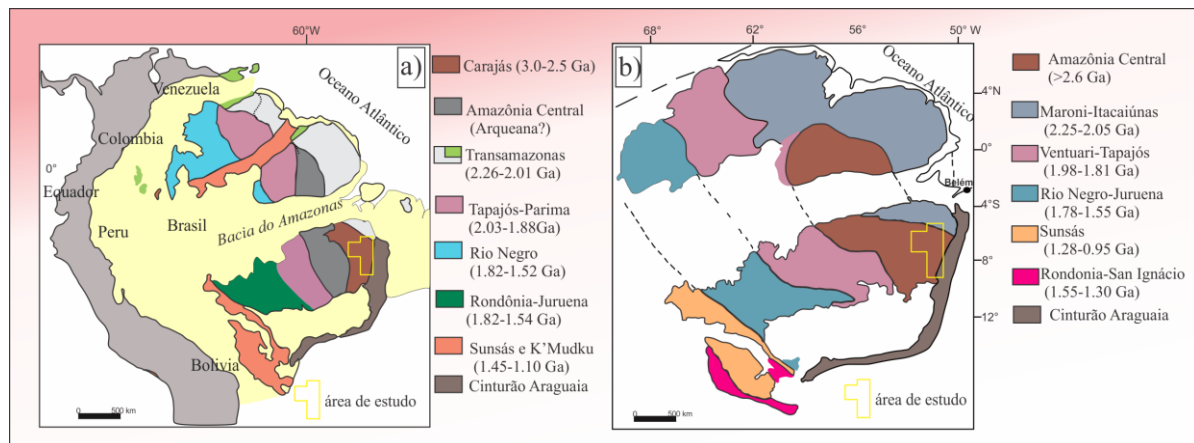 60°W
a)
Oceano Atlântico
Venezuela
Colombia
0°
Equador
Peru
Brasil
Bacia do Amazonas
Bolivia
500 km
área de estudo
Carajás (3.0-2.5 Ga)
Amazônia Central
(Arqueana?)
Transamazonas
(2.26-2.01 Ga)
Tapajós-Parima
(2.03-1.88Ga)
Rio Negro
(1.82-1.52 Ga)
Rondônia-Juruena
(1.82-1.54 Ga)
Sunsás e K'Mudku
(1.45-1.10 Ga)
Cinturão Araguaia
68° 62° 56° 50°W
b)
Oceano Atlântico
4°N
0°
Belém
4°S
8°
12°
500 km
área de estudo
Amazônia Central
(>2.6 Ga)
Maroni-Itacaiúnas
(2.25-2.05 Ga)
Ventuari-Tapajós
(1.98-1.81 Ga)
Rio Negro-Juruena
(1.78-1.55 Ga)
Sunsás
(1.28-0.95 Ga)
Rondonia-San Ignácio
(1.55-1.30 Ga)
Cinturão Araguaia